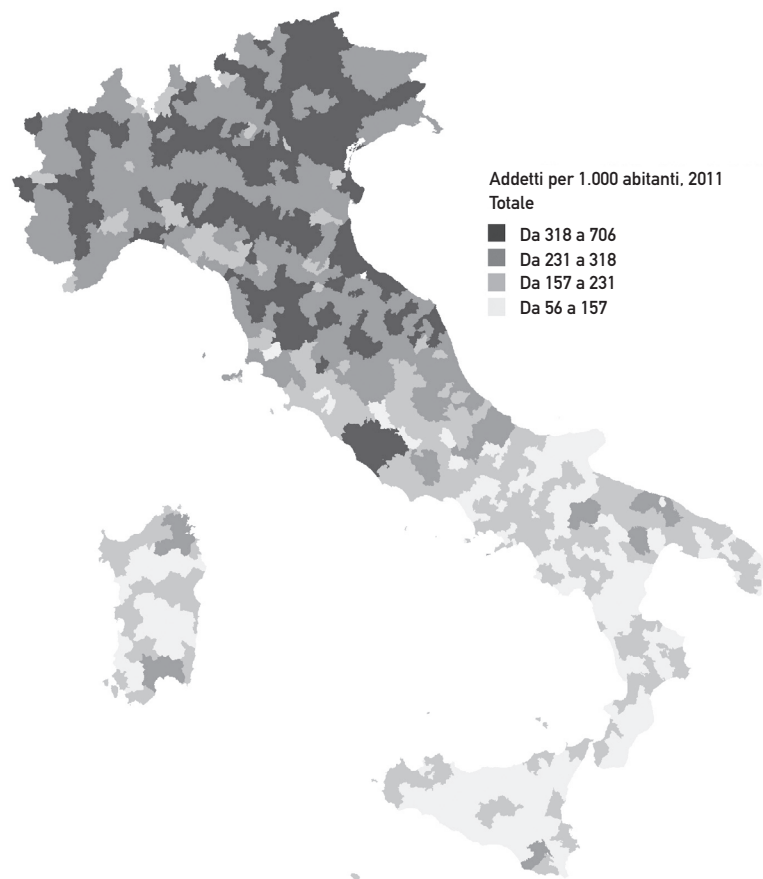 Addetti per 1.000 abitanti, 2011
Totale
Da 318 a 706
Da 231 a 318
Da 157 a 231
Da 56 a 157